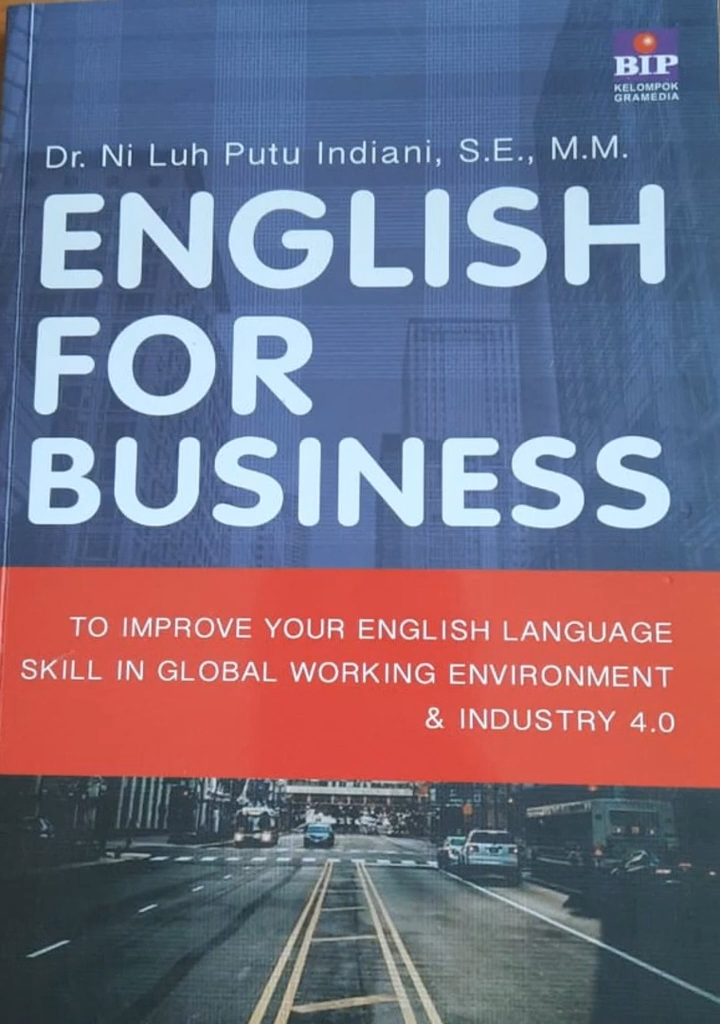 BIP
KELOMPOK
GRAMEDIA
Dr. Ni Luh Putu Indiani, S.E., M.M.
ENGLISH
FOR
BUSINESS
TO IMPROVE YOUR ENGLISH LANGUAGE
SKILL IN GLOBAL WORKING ENVIRONMENT
& INDUSTRY 4.0